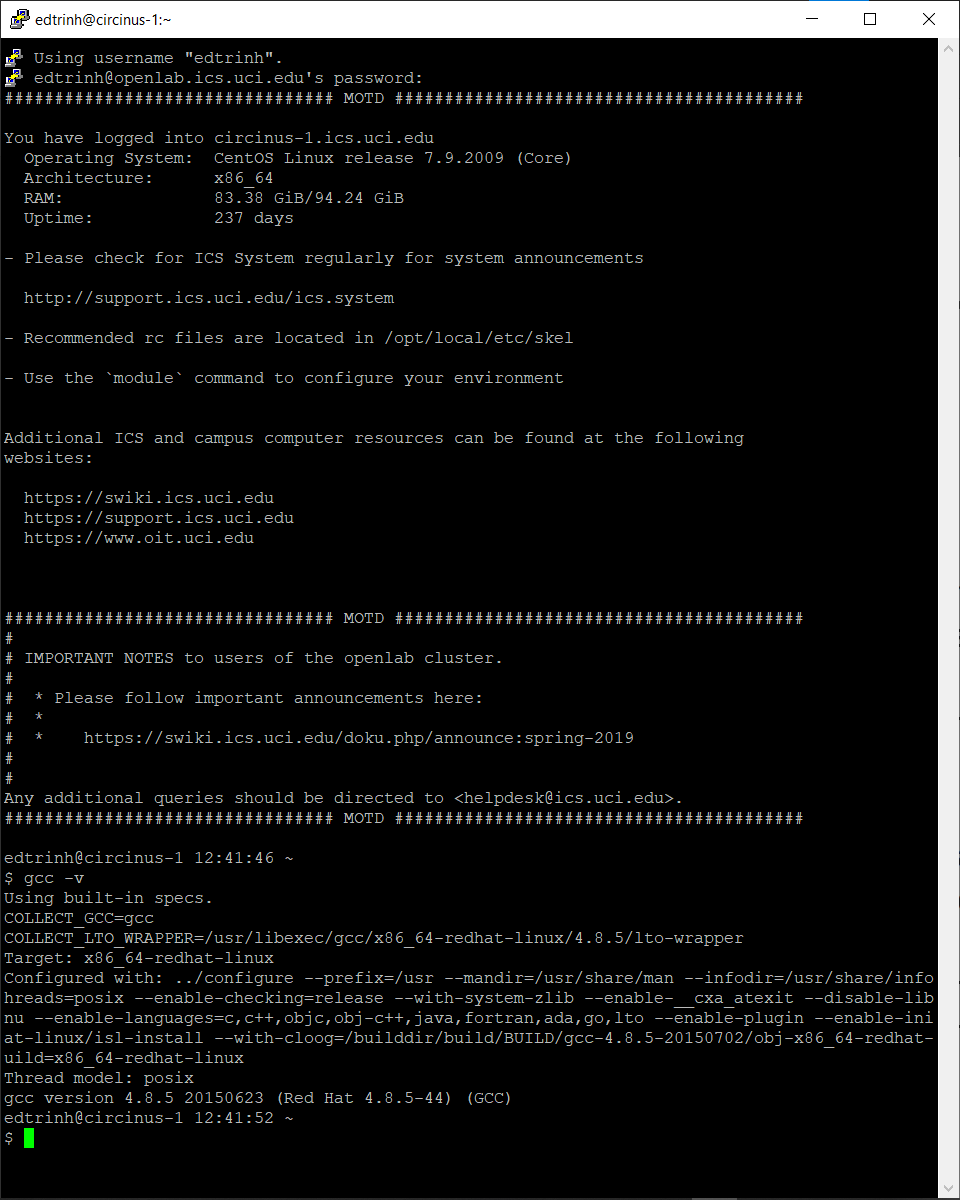 edtrinh@circinus-1:~
Using username "edtrinh".
edtrinh@openlab.ics.uci.edu's password:
################################# MOTD #########################################
You have logged into circinus-1.ics.uci.edu
  Operating System:  CentOS Linux release 7.9.2009 (Core)
  Architecture:      x86_64
  RAM:               83.38 GiB/94.24 GiB
  Uptime:            237 days
- Please check for ICS System regularly for system announcements
  http://support.ics.uci.edu/ics.system
- Recommended rc files are located in /opt/local/etc/skel
- Use the `module` command to configure your environment
Additional ICS and campus computer resources can be found at the following
websites:
  https://swiki.ics.uci.edu
  https://support.ics.uci.edu
  https://www.oit.uci.edu
################################# MOTD #########################################
#
# IMPORTANT NOTES to users of the openlab cluster.
#
#  * Please follow important announcements here:
#  *
#  *    https://swiki.ics.uci.edu/doku.php/announce:spring-2019
#
#
Any additional queries should be directed to <helpdesk@ics.uci.edu>.
################################# MOTD #########################################
edtrinh@circinus-1 12:41:46 ~
$ gcc -v
Using built-in specs.
COLLECT_GCC=gcc
COLLECT_LTO_WRAPPER=/usr/libexec/gcc/x86_64-redhat-linux/4.8.5/lto-wrapper
Target: x86_64-redhat-linux
Configured with: ../configure --prefix=/usr --mandir=/usr/share/man --infodir=/usr/share/info
hreads=posix --enable-checking=release --with-system-zlib --enable-__cxa_atexit --disable-lib
nu --enable-languages=c,c++,objc,obj-c++,java,fortran,ada,go,lto --enable-plugin --enable-ini
at-linux/isl-install --with-cloog=/builddir/build/BUILD/gcc-4.8.5-20150702/obj-x86_64-redhat-
uild=x86_64-redhat-linux
Thread model: posix
gcc version 4.8.5 20150623 (Red Hat 4.8.5-44) (GCC)
edtrinh@circinus-1 12:41:52 ~
$